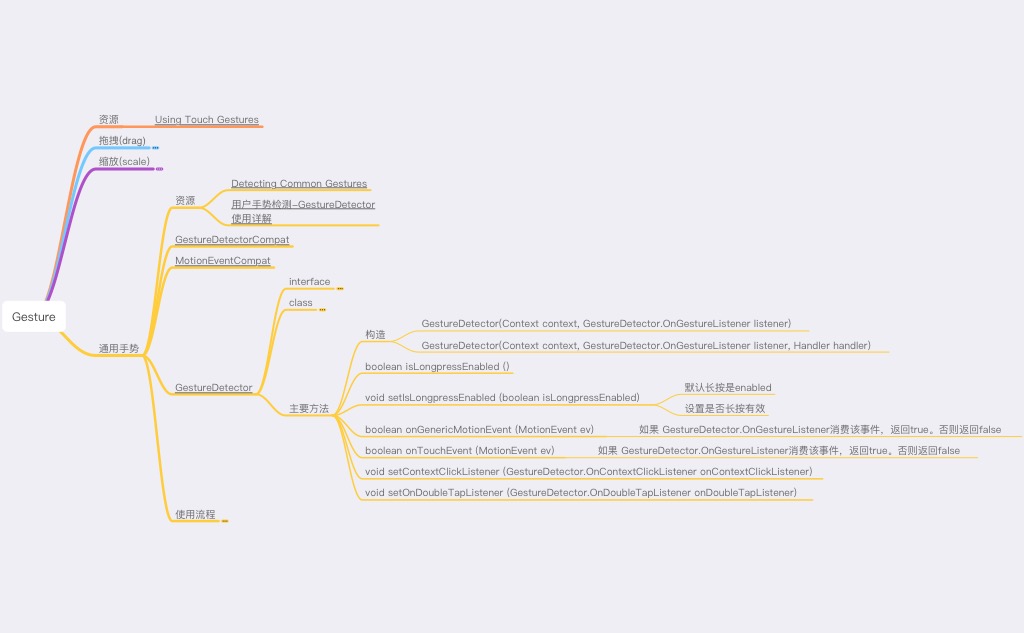 资源
Using Touch Gestures
拖拽(drag)
缩放(scale)
资源
Detecting Common Gestures
用户手势检测-GestureDetector
使用详解
GestureDetectorCompat
MotionEventCompat
Gesture
通用手势
GestureDetector
interface
class
主要方法
构造
GestureDetector(Context context, GestureDetector.OnGestureListener listener)
GestureDetector(Context context, GestureDetector.OnGestureListener listener, Handler handler)
boolean isLongpressEnabled ()
void setIsLongpressEnabled (boolean isLongpressEnabled)
默认长按是enabled
设置是否长按有效
boolean onGenericMotionEvent (MotionEvent ev)
如果 GestureDetector.OnGestureListener消费该事件，返回true。否则返回false
boolean onTouchEvent (MotionEvent ev)
如果 GestureDetector.OnGestureListener消费该事件，返回true。否则返回false
void setContextClickListener (GestureDetector.OnContextClickListener onContextClickListener)
void setOnDoubleTapListener (GestureDetector.OnDoubleTapListener onDoubleTapListener)
使用流程